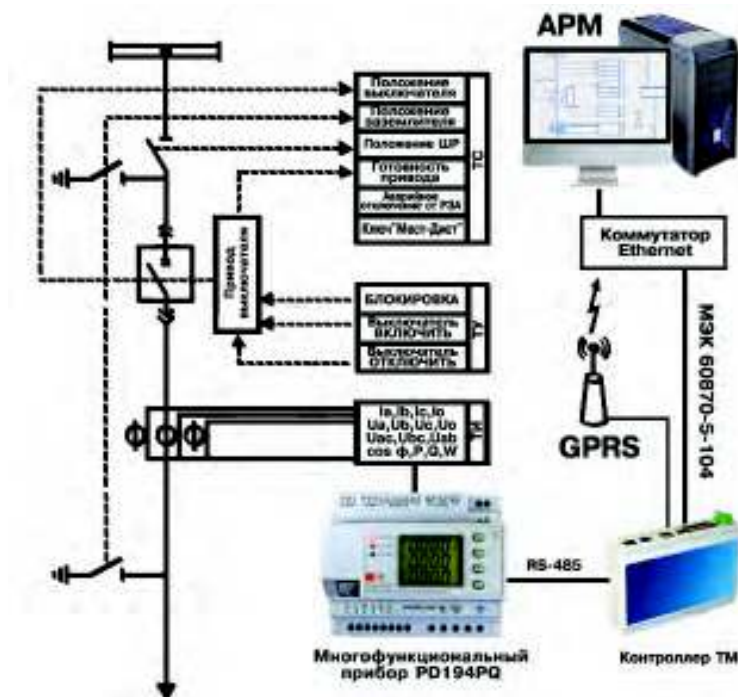 АРМ
Положение
выключателя
Положение
заземлителя
Положение ШР
Готовность
привода
Аварийное
отключение от РЗА
Ключ "Мест-Дист"
ТС
Привод
выключателя
БЛОКИРОВКА
Выключатель
ВКЛЮЧИТЬ
Выключатель
ОТКЛЮЧИТЬ
ТУ
Ia, Ib, Ic, Io
Ua, Ub, Uc, Uo
Uac, Ubc, Uab
cos ф, P, Q, W
ТИ
Коммутатор
Ethernet
МЭК 60870-5-104
GPRS
RS-485
Многофункциональный
прибор PD194PQ
Контроллер ТМ